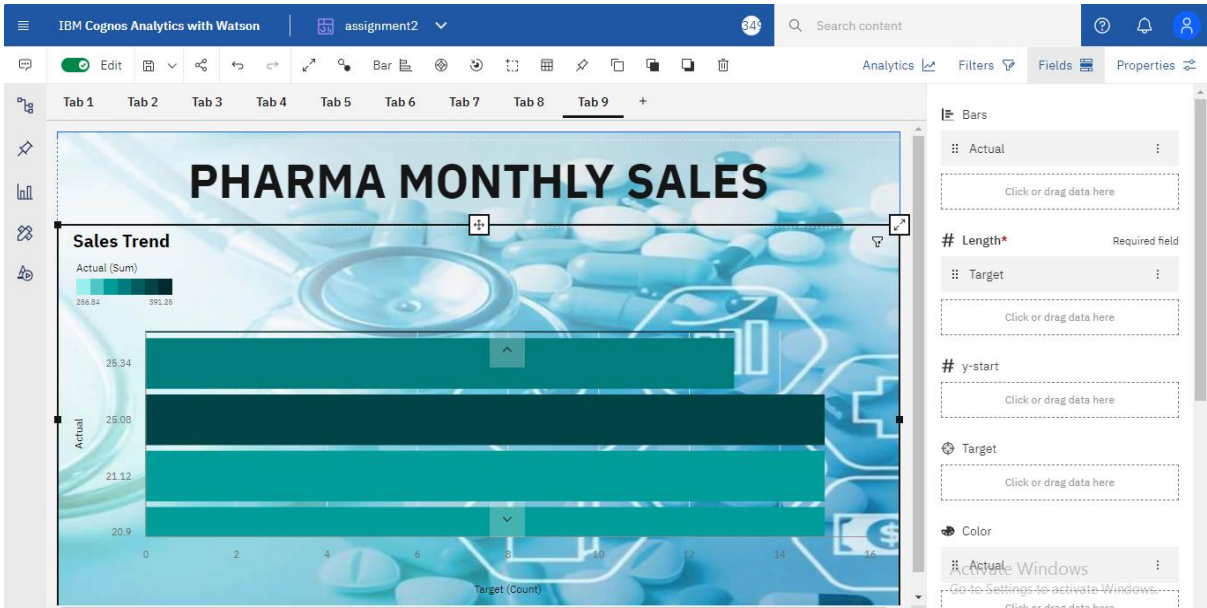 IBM Cognos Analytics with Watson
assignment2
349
Search content
Edit
Bar
Analytics
Filters
Fields
Properties
Tab 1 Tab 2 Tab 3 Tab 4 Tab 5 Tab 6 Tab 7 Tab 8 Tab 9 +
PHARMA MONTHLY SALES
Sales Trend
Actual (Sum)
256.84 391.25
25.34
25.08
21.12
20.9
Actual
0 2 4 6 8 10 12 14 16
Target (Count)
Bars
Actual
Click or drag data here
# Length* Required field
Target
Click or drag data here
# y-start
Click or drag data here
Target
Click or drag data here
Color
Actual
Activate Windows
Go to Settings to activate Windows.
Click or drag data here